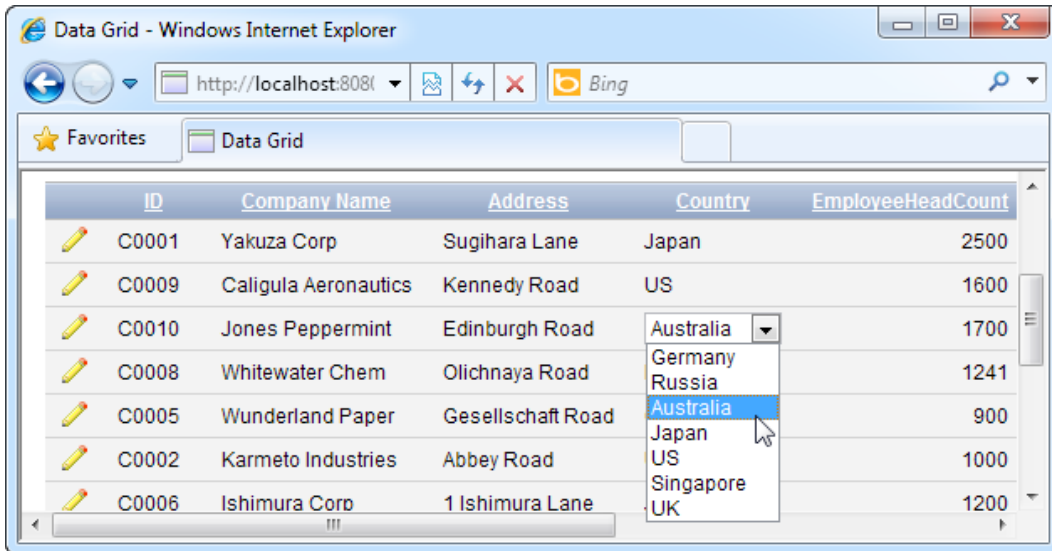 Data Grid - Windows Internet Explorer
http://localhost:808
Bing
Favorites
Data Grid
ID Company Name Address Country EmployeeHeadCount
C0001 Yakuza Corp Sugihara Lane Japan 2500
C0009 Caligula Aeronautics Kennedy Road US 1600
C0010 Jones Peppermint Edinburgh Road Australia 1700
Germany
C0008 Whitewater Chem Olichnaya Road 1241
Russia
Australia
C0005 Wunderland Paper Gesellschaft Road 900
Japan
C0002 Karmeto Industries Abbey Road US 1000
Singapore
C0006 Ishimura Corp 1 Ishimura Lane 1200
UK